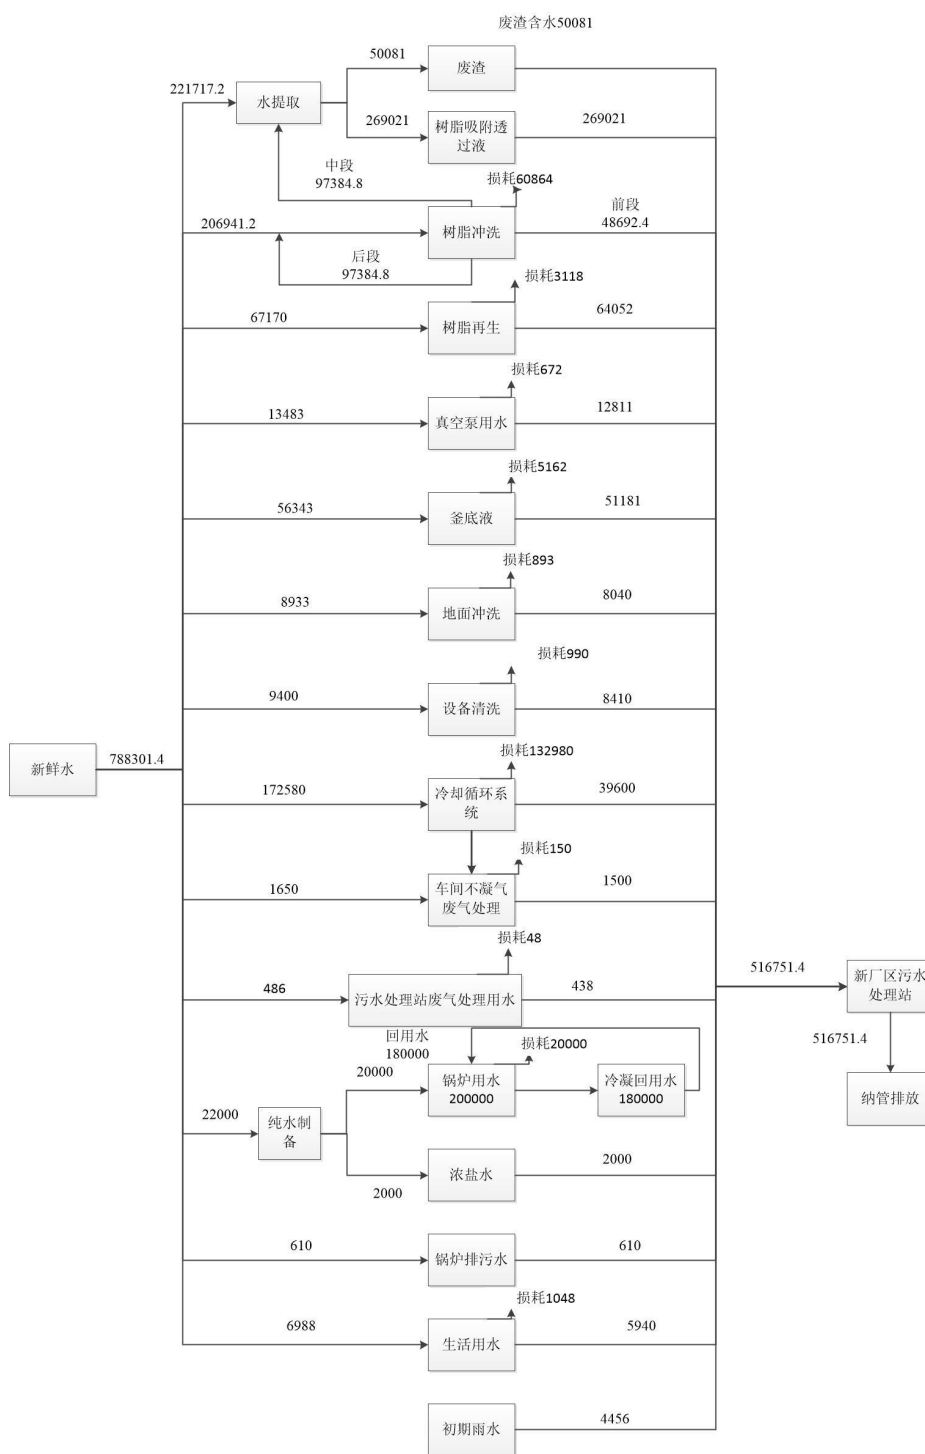 废渣含水50081
50081
废渣
221717.2
水提取
269021
树脂吸附透
过液
269021
中段
97384.8
损耗60864
206941.2
树脂冲洗
前段
48692.4
后段
97384.8
损耗3118
67170
树脂再生
64052
损耗672
13483
真空泵用水
12811
损耗5162
56343
釜底液
51181
损耗893
8933
地面冲洗
8040
损耗990
9400
设备清洗
8410
新鲜水
788301.4
损耗132980
172580
冷却循环系
统
39600
损耗150
1650
车间不凝气
废气处理
1500
损耗48
486
污水处理站废气处理用水
438
516751.4
新厂区污水
处理站
516751.4
纳管排放
回用水
180000
损耗20000
20000
锅炉用水
200000
冷凝回用水
180000
22000
纯水制
备
浓盐水
2000
2000
610
锅炉排污水
610
损耗1048
6988
生活用水
5940
初期雨水
4456